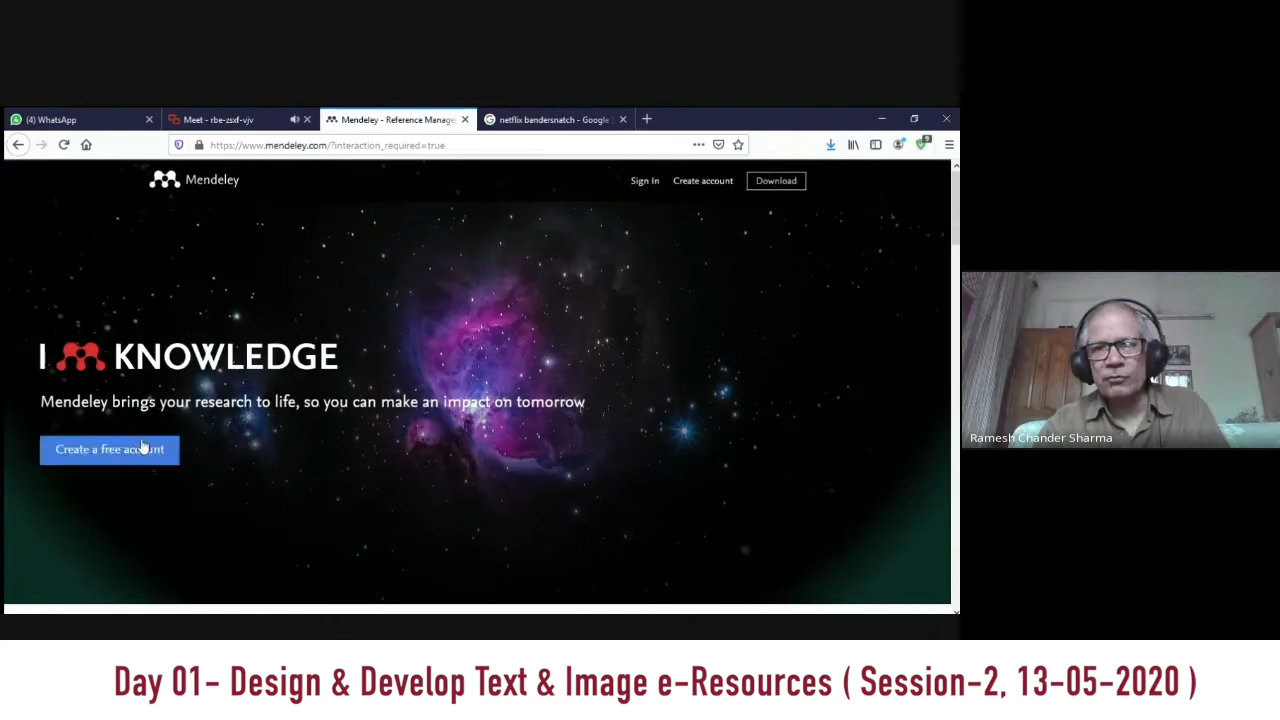 (4) WhatsApp
Meet - rbe-zsxf-vjv
Mendeley - Reference Manage
netflix bandersnatch - Google S
https://www.mendeley.com/?interaction_required=true
9
Mendeley
Sign In
Create account
Download
I KNOWLEDGE
Mendeley brings your research to life, so you can make an impact on tomorrow
Create a free account
Ramesh Chander Sharma
Day 01- Design & Develop Text & Image e-Resources ( Session-2, 13-05-2020 )